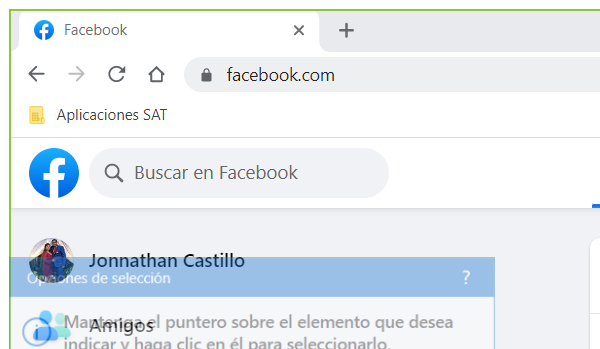 Facebook
facebook.com
Aplicaciones SAT
Buscar en Facebook
Jonnathan Castillo
Opciones de selección ?
Amigos
Mantenga el puntero sobre el elemento que desea
indicar y haga clic en él para seleccionarlo.